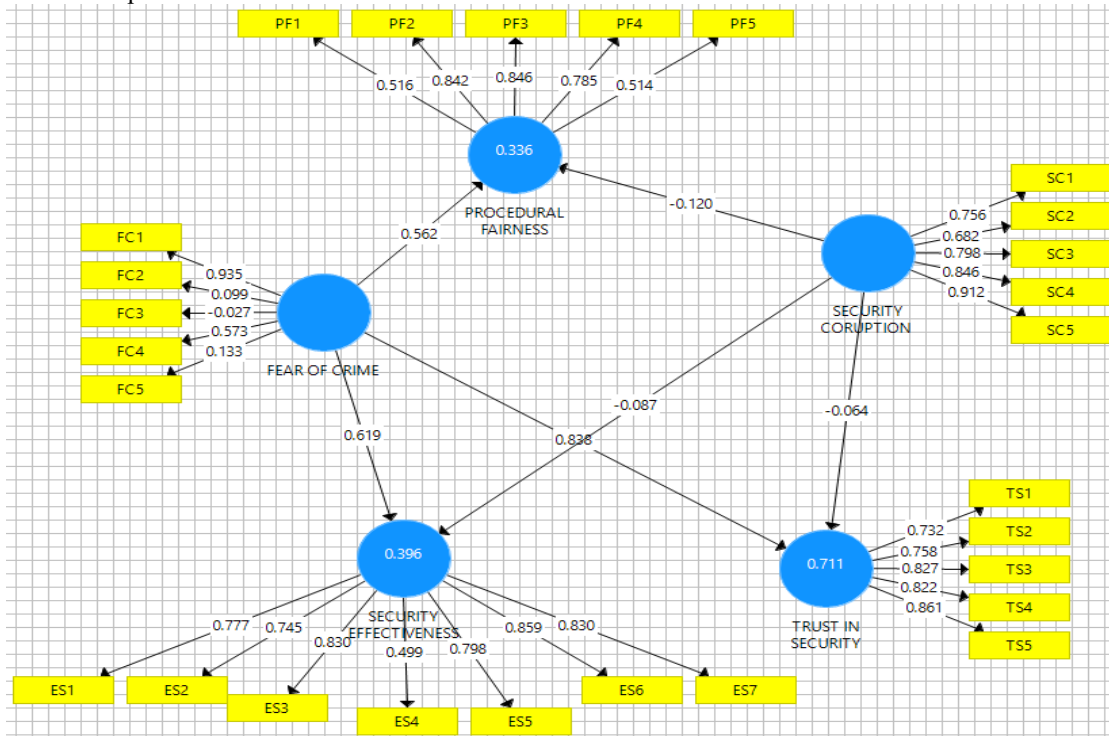 PF1 PF2 PF3 PF4 PF5
0.516 0.842 0.846 0.785 0.514
0.336
PROCEDURAL
FAIRNESS
-0.120
0.562
SC1
SC2
SC3
SC4
SC5
0.756
0.682
0.798
0.846
0.912
SECURITY
CORUPTION
FC1
FC2
FC3
FC4
FC5
0.935
0.099
-0.027
0.573
0.133
FEAR OF CRIME
-0.087
-0.064
0.619
0.838
0.396
SECURITY
EFFECTIVENESS
0.711
TRUST IN
SECURITY
TS1
TS2
TS3
TS4
TS5
0.732
0.758
0.827
0.822
0.861
0.777 0.745 0.830 0.499 0.798 0.859 0.830
ES1 ES2 ES3 ES4 ES5 ES6 ES7